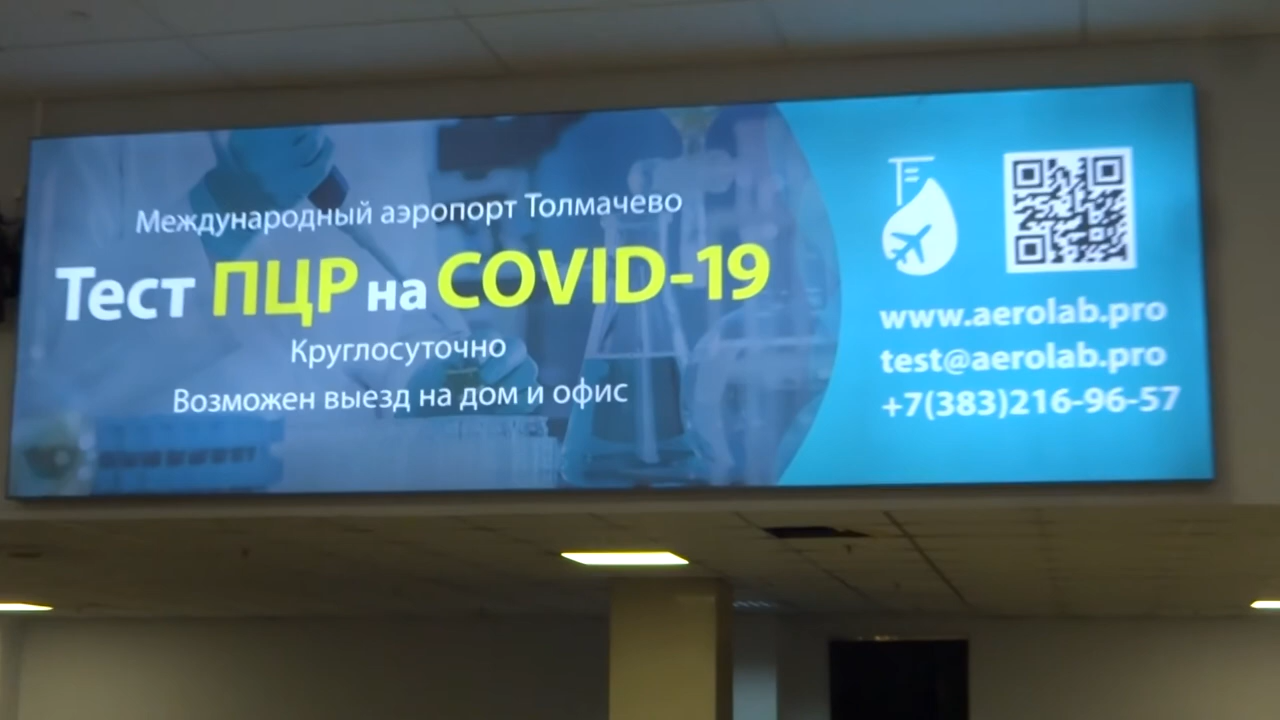 Международный аэропорт Толмачево
Тест ПЦР на COVID-19
Круглосуточно
Возможен выезд на дом и офис
www.aerolab.pro
test@aerolab.pro
+7(383)216-96-57